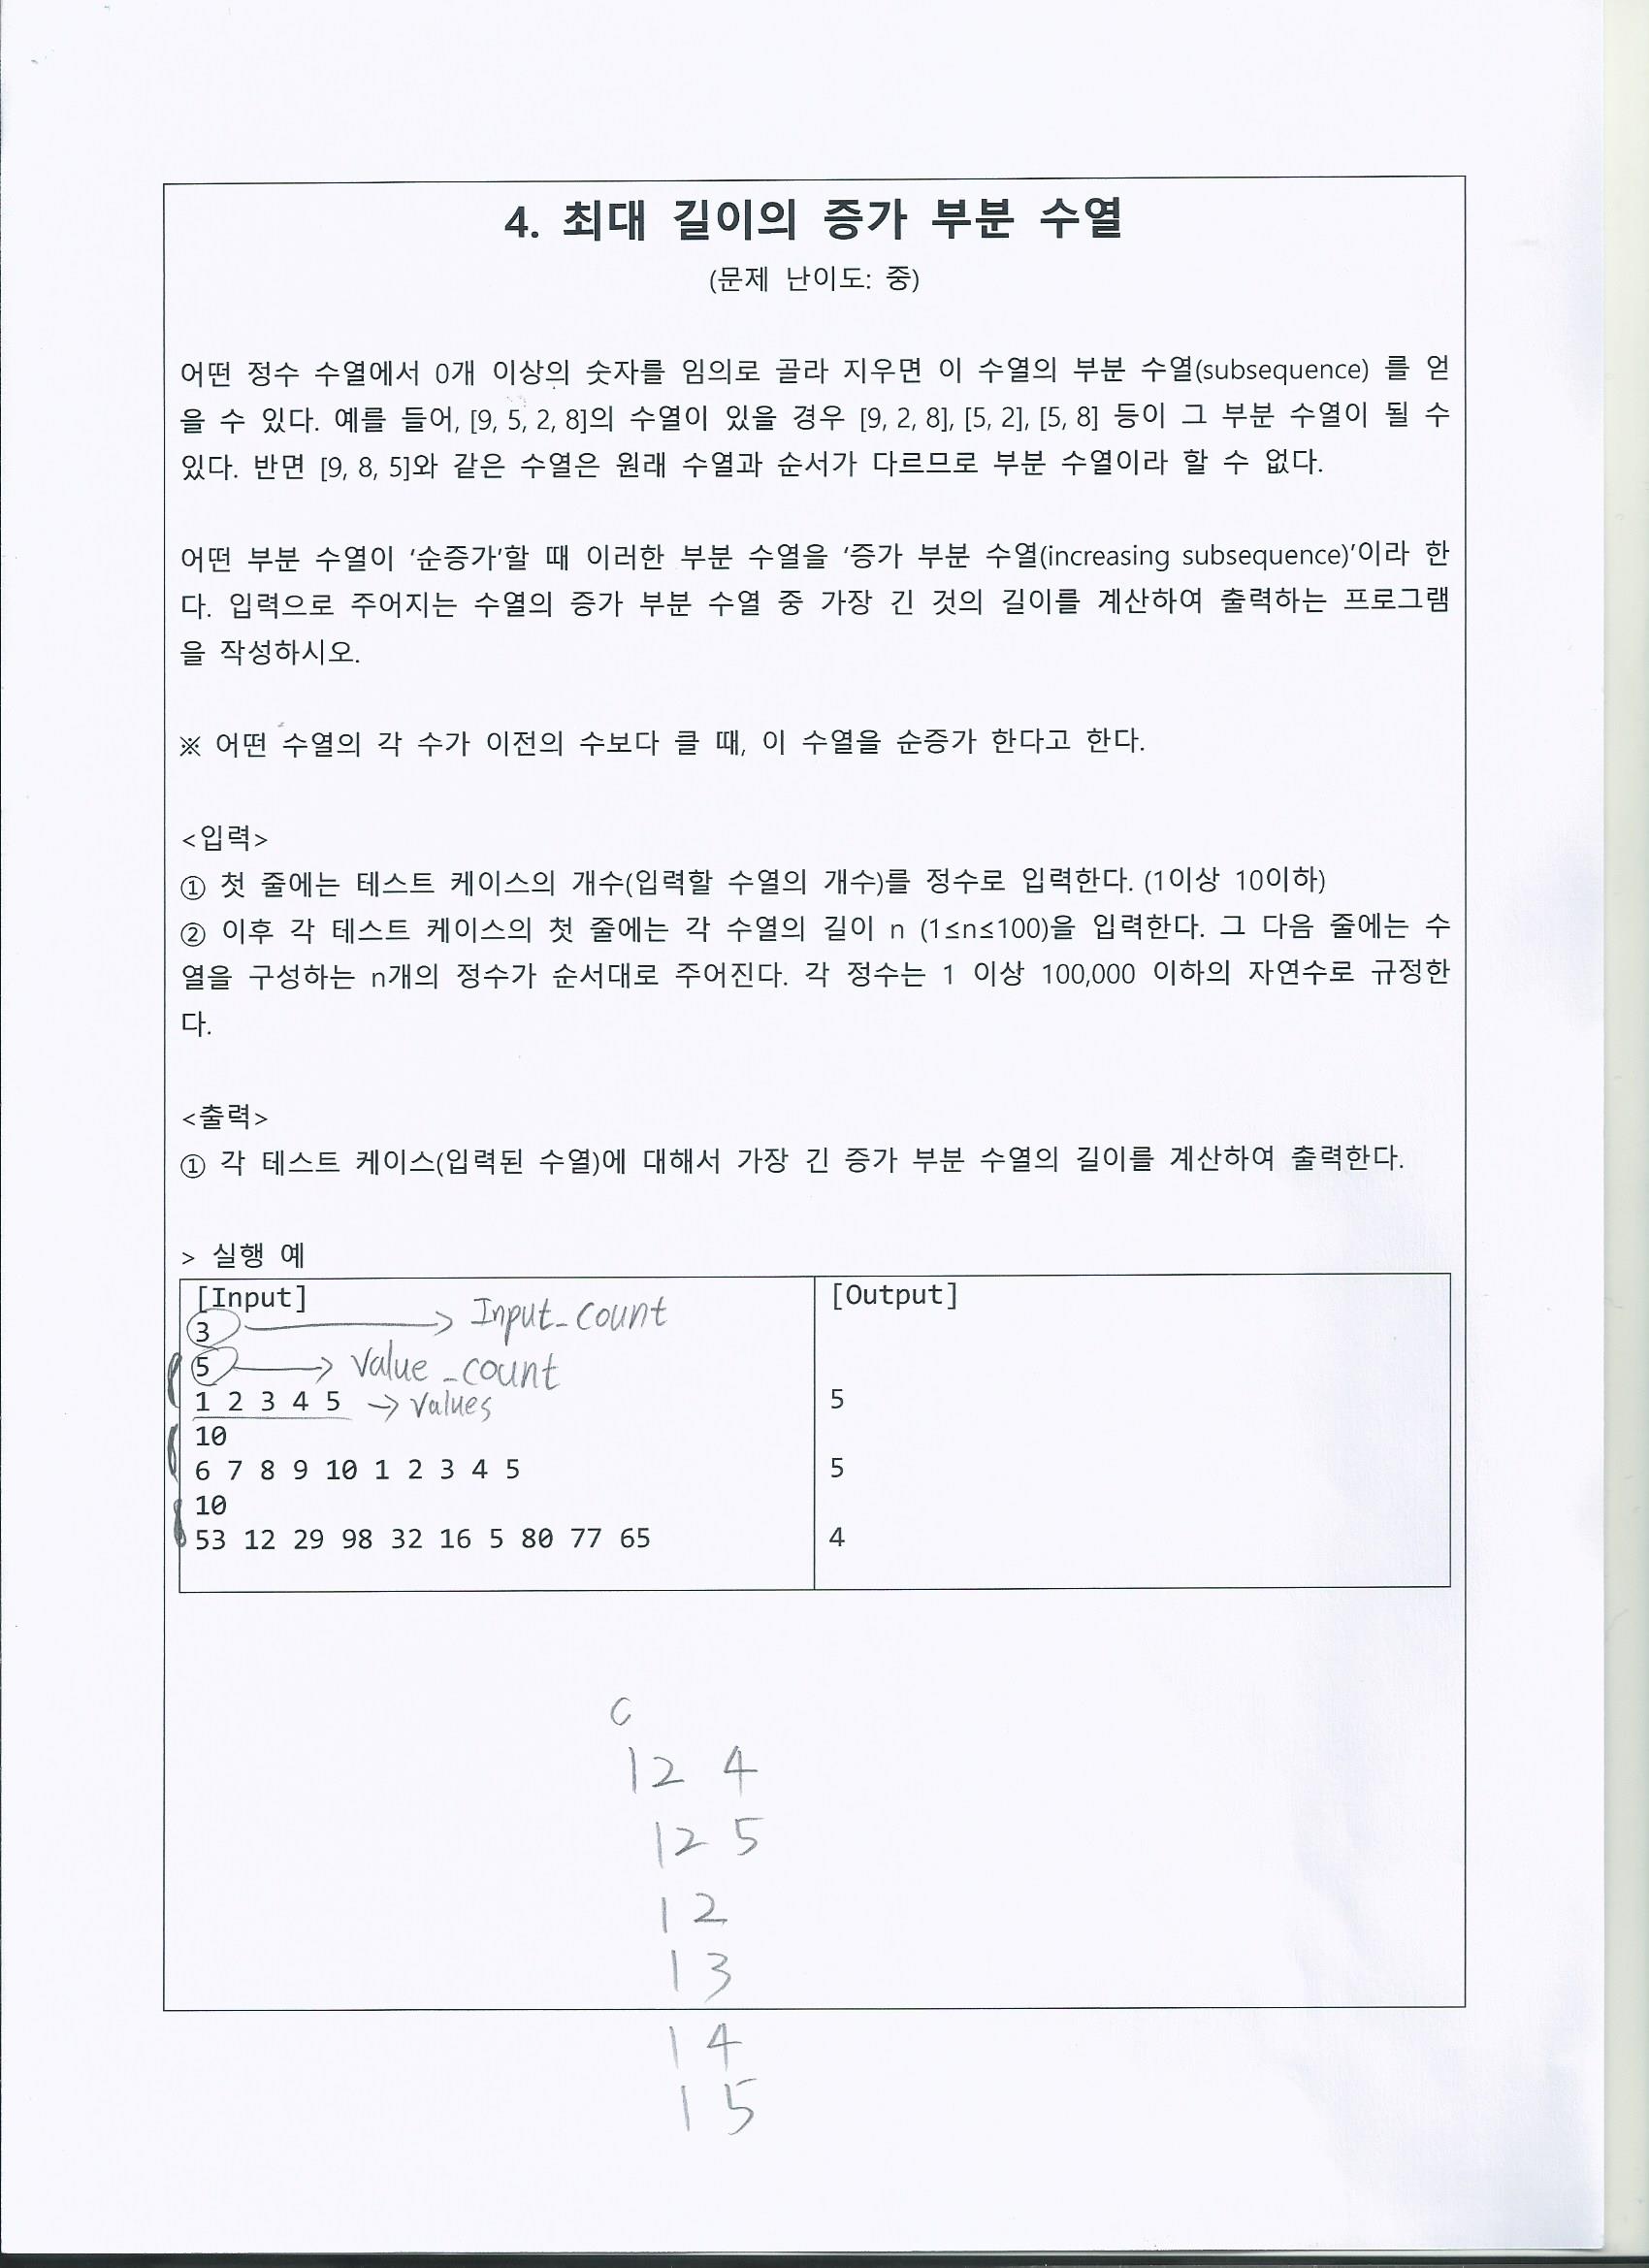 4. 최대 길이의 증가 부분 수열
(문제 난이도: 중)
어떤 정수 수열에서 0개 이상의 숫자를 임의로 골라 지우면 이 수열의 부분 수열(subsequence) 를 얻
을 수 있다. 예를 들어, [9, 5, 2, 8]의 수열이 있을 경우 [9, 2, 8], [5, 2], [5, 8] 등이 그 부분 수열이 될 수
있다. 반면 [9, 8, 5]와 같은 수열은 원래 수열과 순서가 다르므로 부분 수열이라 할 수 없다.
어떤 부분 수열이 '순증가'할 때 이러한 부분 수열을 '증가 부분 수열(increasing subsequence)'이라 한
다. 입력으로 주어지는 수열의 증가 부분 수열 중 가장 긴 것의 길이를 계산하여 출력하는 프로그램
을 작성하시오.
※ 어떤 수열의 각 수가 이전의 수보다 클 때, 이 수열을 순증가 한다고 한다.
<입력>
① 첫 줄에는 테스트 케이스의 개수(입력할 수열의 개수)를 정수로 입력한다. (1이상 10이하)
② 이후 각 테스트 케이스의 첫 줄에는 각 수열의 길이 n (1≤n≤100)을 입력한다. 그 다음 줄에는 수
열을 구성하는 n개의 정수가 순서대로 주어진다. 각 정수는 1 이상 100,000 이하의 자연수로 규정한
다.
<출력>
① 각 테스트 케이스(입력된 수열)에 대해서 가장 긴 증가 부분 수열의 길이를 계산하여 출력한다.
> 실행 예
[Input] [Output]
3 → Input_count
5 → Value_count
1 2 3 4 5 → Values 5
10
6 7 8 9 10 1 2 3 4 5 5
10
53 12 29 98 32 16 5 80 77 65 4
C
1 2 4
1 2 5
1 2
1 3
1 4
1 5